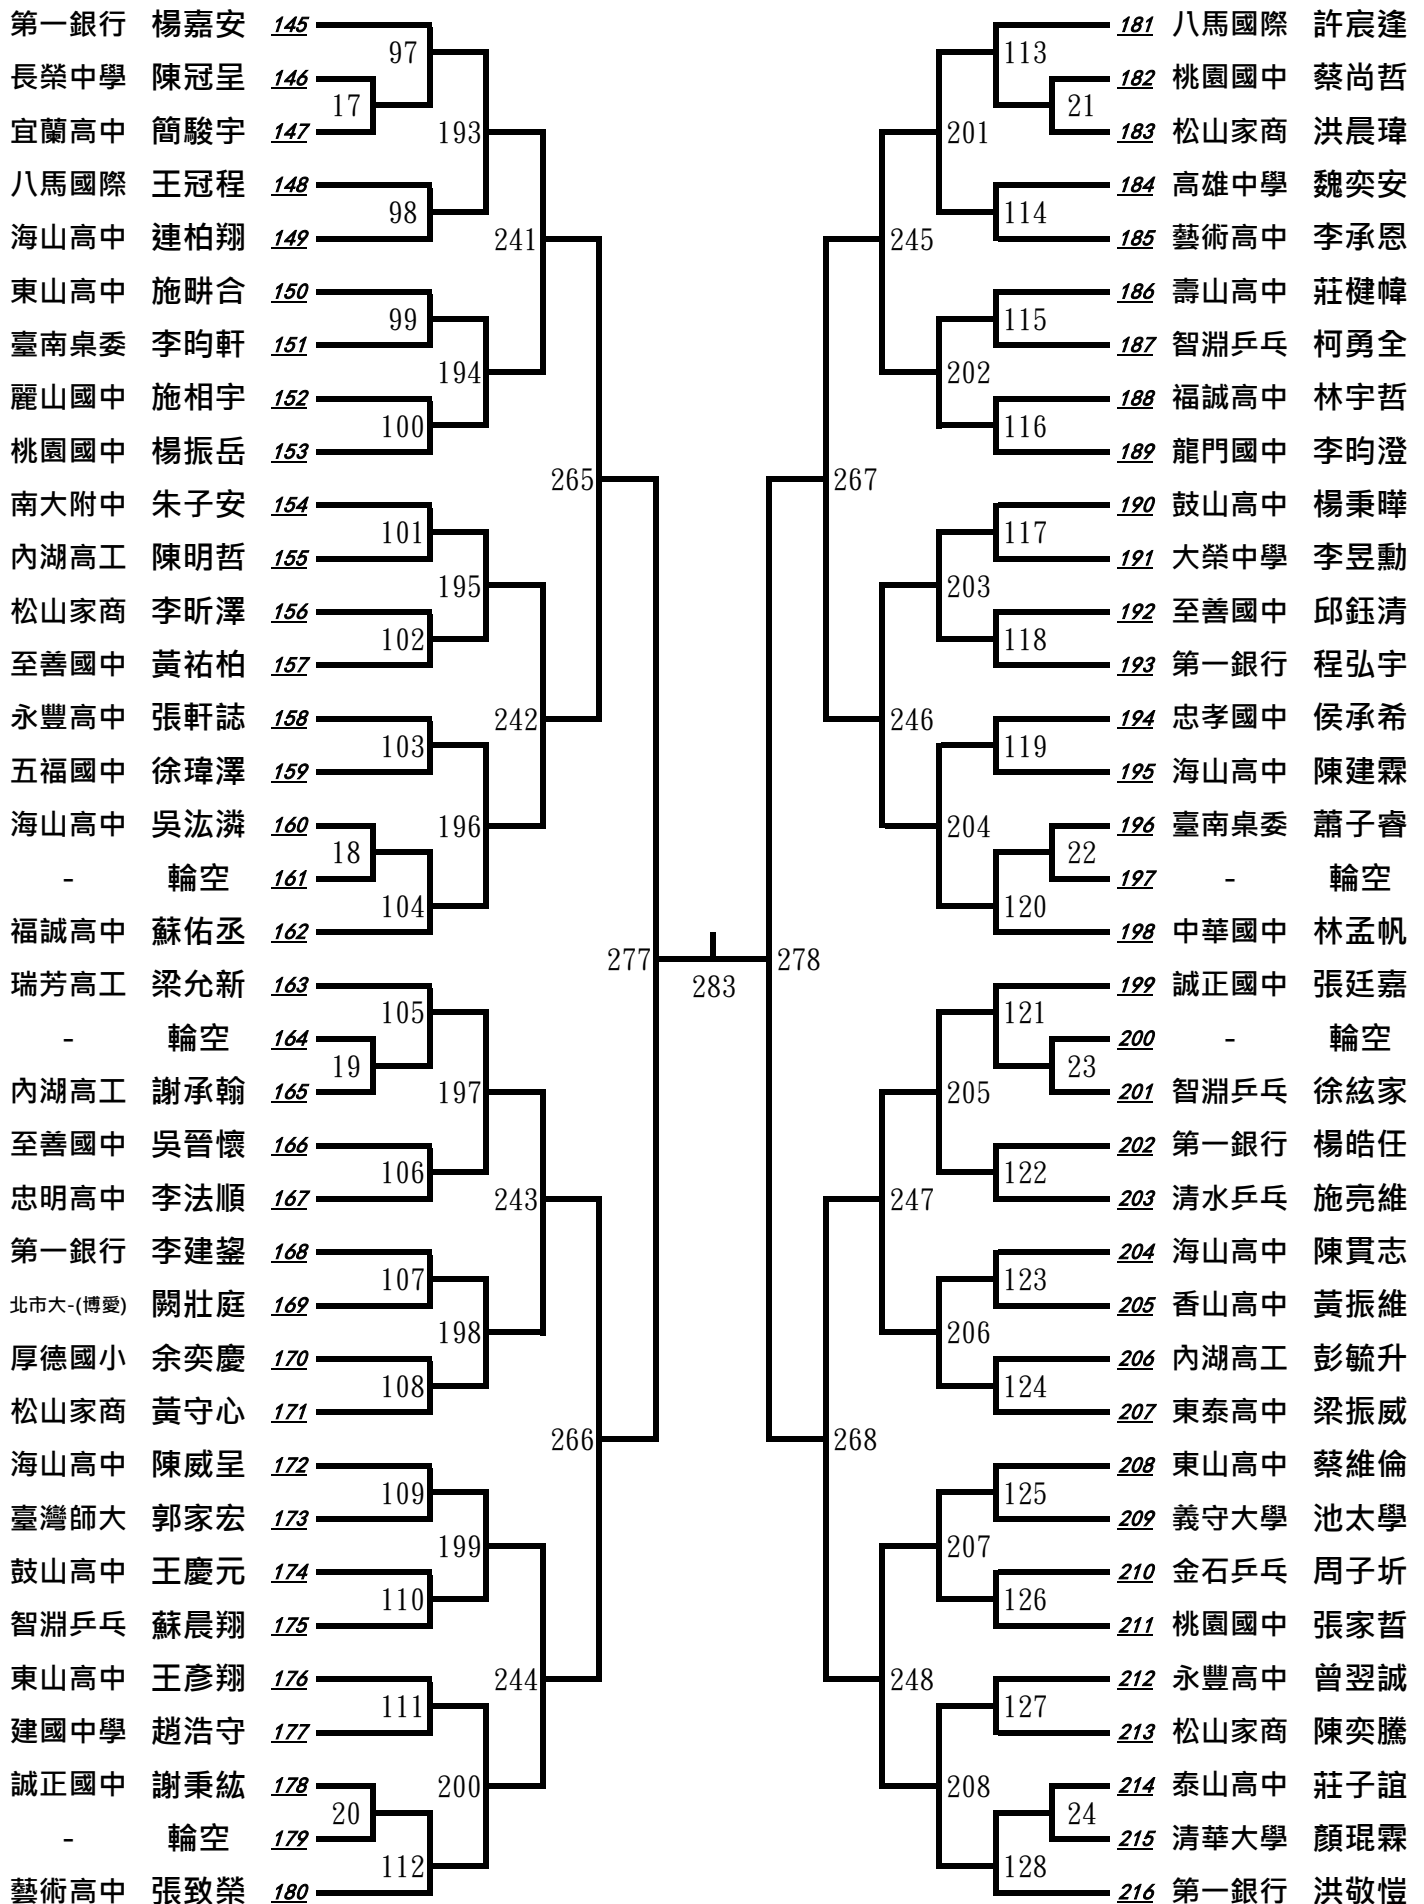 第一銀行 楊嘉安 145
97
長榮中學 陳冠呈 146
17
宜蘭高中 簡駿宇 147
193
八馬國際 王冠程 148
98
海山高中 連柏翔 149
241
東山高中 施畊合 150
99
臺南桌委 李昀軒 151
194
麗山國中 施相宇 152
100
桃園國中 楊振岳 153
265
南大附中 朱子安 154
101
內湖高工 陳明哲 155
195
松山家商 李昕澤 156
102
至善國中 黃祐柏 157
242
永豐高中 張軒誌 158
103
五福國中 徐瑋澤 159
196
海山高中 吳汯潾 160
18
- 輪空 161
104
福誠高中 蘇佑丞 162
277
瑞芳高工 梁允新 163
105
- 輪空 164
19
內湖高工 謝承翰 165
197
至善國中 吳晉懷 166
106
忠明高中 李法順 167
243
第一銀行 李建鋆 168
107
北市大-(博愛) 闕壯庭 169
198
厚德國小 余奕慶 170
108
松山家商 黃守心 171
266
海山高中 陳威呈 172
109
臺灣師大 郭家宏 173
199
鼓山高中 王慶元 174
110
智淵乒乓 蘇晨翔 175
244
東山高中 王彥翔 176
111
建國中學 趙浩守 177
200
誠正國中 謝秉紘 178
20
- 輪空 179
112
藝術高中 張致榮 180
283
181 八馬國際 許宸逢
113
182 桃園國中 蔡尚哲
21
183 松山家商 洪晨瑋
201
184 高雄中學 魏奕安
114
185 藝術高中 李承恩
245
186 壽山高中 莊楗幃
115
187 智淵乒乓 柯勇全
202
188 福誠高中 林宇哲
116
189 龍門國中 李昀澄
267
190 鼓山高中 楊秉曄
117
191 大榮中學 李昱勳
203
192 至善國中 邱鈺清
118
193 第一銀行 程弘宇
246
194 忠孝國中 侯承希
119
195 海山高中 陳建霖
204
196 臺南桌委 蕭子睿
22
197 - 輪空
120
198 中華國中 林孟帆
278
199 誠正國中 張廷嘉
121
200 - 輪空
23
201 智淵乒乓 徐絃家
205
202 第一銀行 楊皓任
122
203 清水乒乓 施亮維
247
204 海山高中 陳貫志
123
205 香山高中 黃振維
206
206 內湖高工 彭毓升
124
207 東泰高中 梁振威
268
208 東山高中 蔡維倫
125
209 義守大學 池太學
207
210 金石乒乓 周子圻
126
211 桃園國中 張家晢
248
212 永豐高中 曾翌誠
127
213 松山家商 陳奕騰
208
214 泰山高中 莊子誼
24
215 清華大學 顏琨霖
128
216 第一銀行 洪敬愷